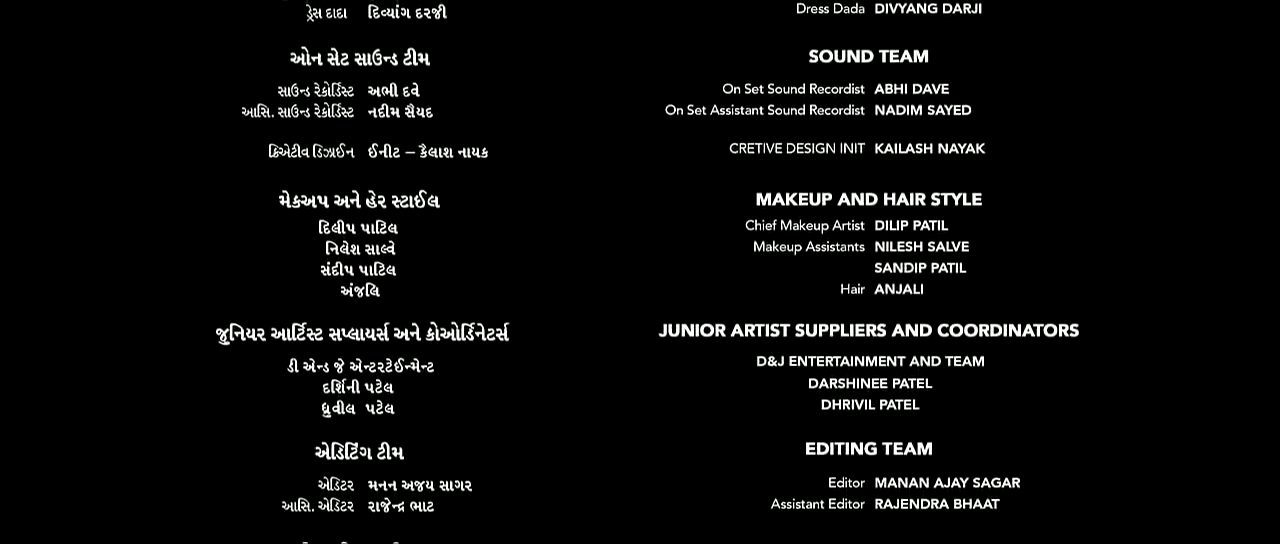 ડ્રેસ દાદા દિવ્યાંગ દરજી
ઓન સેટ સાઉન્ડ ટીમ
સાઉન્ડ રેકોર્ડિસ્ટ અભી દવે
આસિ. સાઉન્ડ રેકોર્ડિસ્ટ નદીમ સૈયદ
ક્રિએટીવ ડિઝાઈન ઈનીટ – કૈલાશ નાયક
મેકઅપ અને હેર સ્ટાઈલ
દિલીપ પાટિલ
નિલેશ સાલ્વે
સંદીપ પાટિલ
અંજલિ
જુનિયર આર્ટિસ્ટ સપ્લાયર્સ અને કોઓર્ડિનેટર્સ
ડી એન્ડ જે એન્ટરટેઈન્મેન્ટ
દર્શિની પટેલ
ધ્રુવીલ પટેલ
એડિટિંગ ટીમ
એડિટર મનન અજય સાગર
આસિ. એડિટર રાજેન્દ્ર ભાટ
Dress Dada DIVYANG DARJI
SOUND TEAM
On Set Sound Recordist ABHI DAVE
On Set Assistant Sound Recordist NADIM SAYED
CRETIVE DESIGN INIT KAILASH NAYAK
MAKEUP AND HAIR STYLE
Chief Makeup Artist DILIP PATIL
Makeup Assistants NILESH SALVE
SANDIP PATIL
Hair ANJALI
JUNIOR ARTIST SUPPLIERS AND COORDINATORS
D&J ENTERTAINMENT AND TEAM
DARSHINEE PATEL
DHRIVIL PATEL
EDITING TEAM
Editor MANAN AJAY SAGAR
Assistant Editor RAJENDRA BHAAT